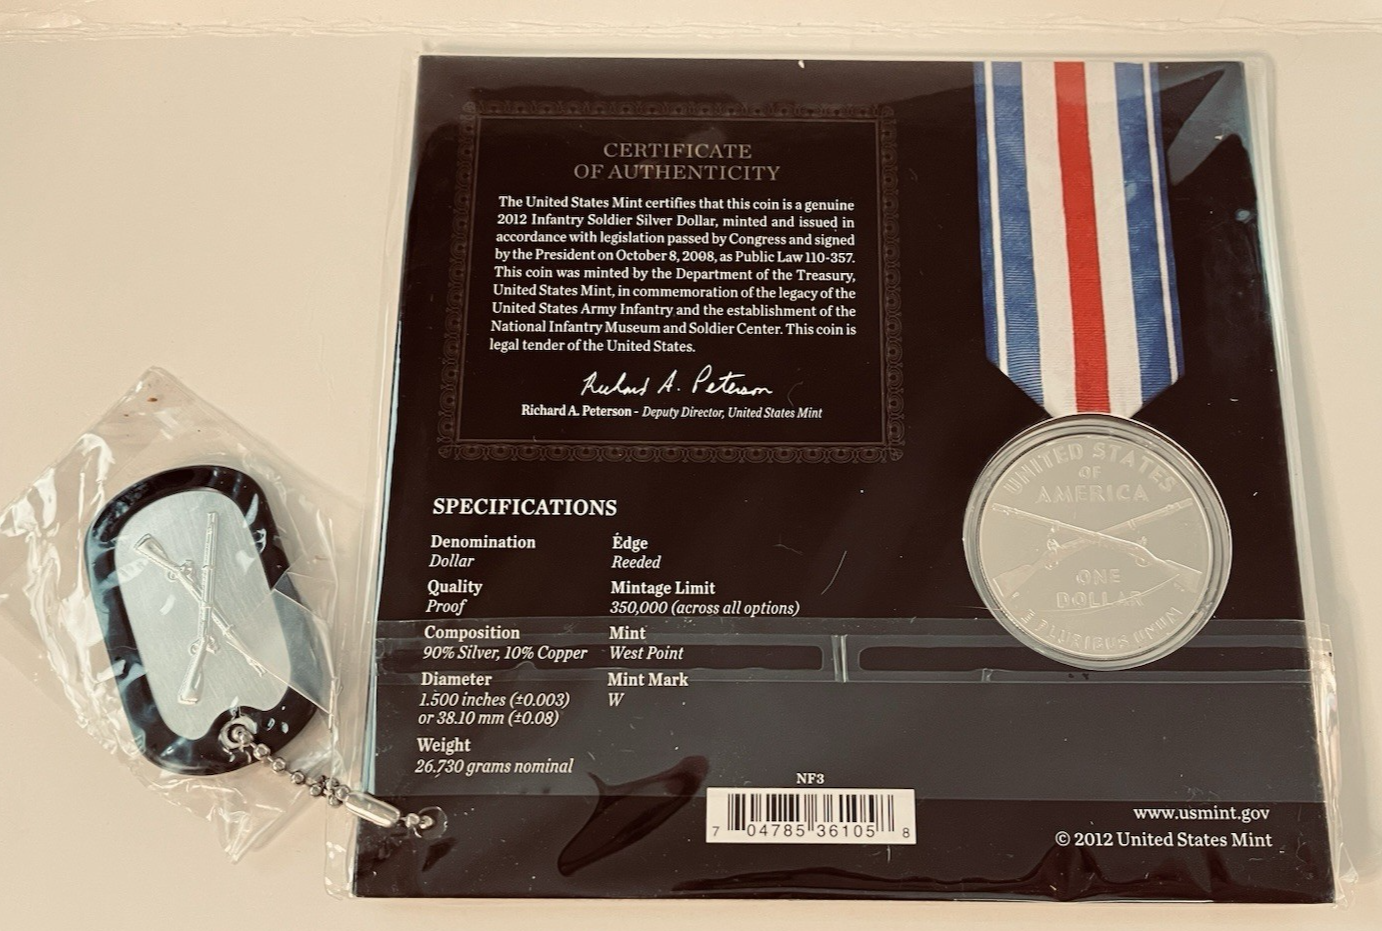 CERTIFICATE
OF AUTHENTICITY
The United States Mint certifies that this coin is a genuine
2012 Infantry Soldier Silver Dollar, minted and issued in
accordance with legislation passed by Congress and signed
by the President on October 8, 2008, as Public Law 110-357.
This coin was minted by the Department of the Treasury,
United States Mint, in commemoration of the legacy of the
United States Army Infantry and the establishment of the
National Infantry Museum and Soldier Center. This coin is
legal tender of the United States.
Richard A. Peterson
Richard A. Peterson - Deputy Director, United States Mint
SPECIFICATIONS
Denomination
Dollar
Quality
Proof
Composition
90% Silver, 10% Copper
Diameter
1.500 inches (±0.003)
or 38.10 mm (±0.08)
Weight
26.730 grams nominal
Edge
Reeded
Mintage Limit
350,000 (across all options)
Mint
West Point
Mint Mark
W
UNITED STATES
OF
AMERICA
ONE
DOLLAR
E PLURIBUS UNUM
NF3
7 04785 36105 8
www.usmint.gov
© 2012 United States Mint